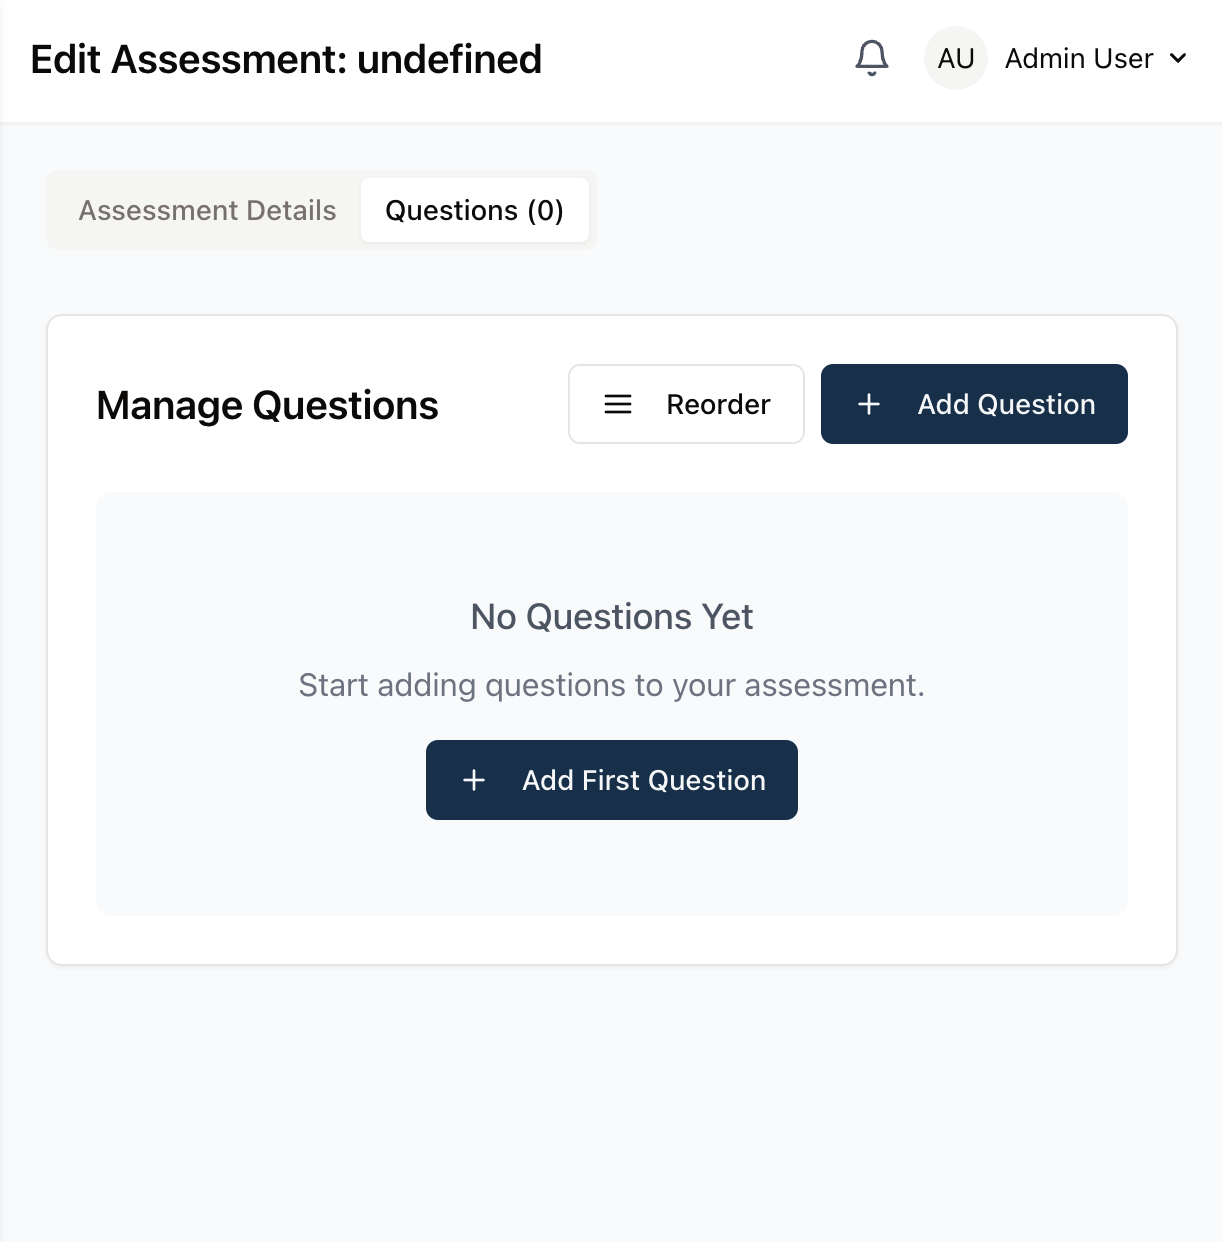 Edit Assessment: undefined
AU Admin User
Assessment Details Questions (0)
Manage Questions Reorder Add Question
No Questions Yet
Start adding questions to your assessment.
Add First Question